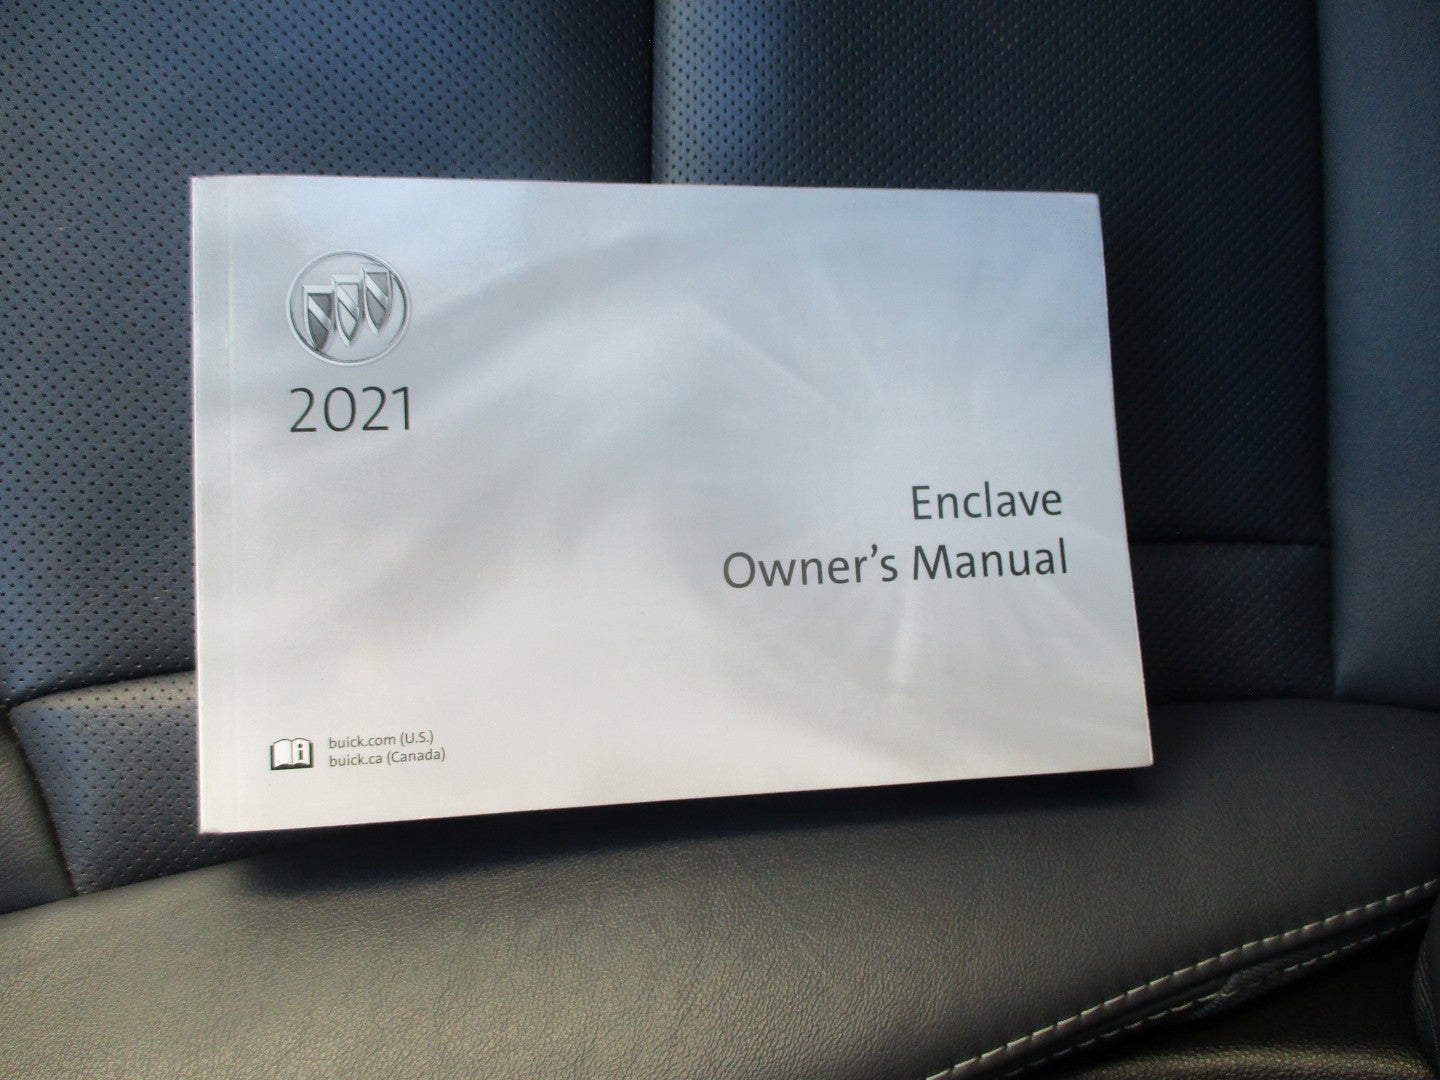 2021
Enclave
Owner's Manual
buick.com (U.S.)
buick.ca (Canada)